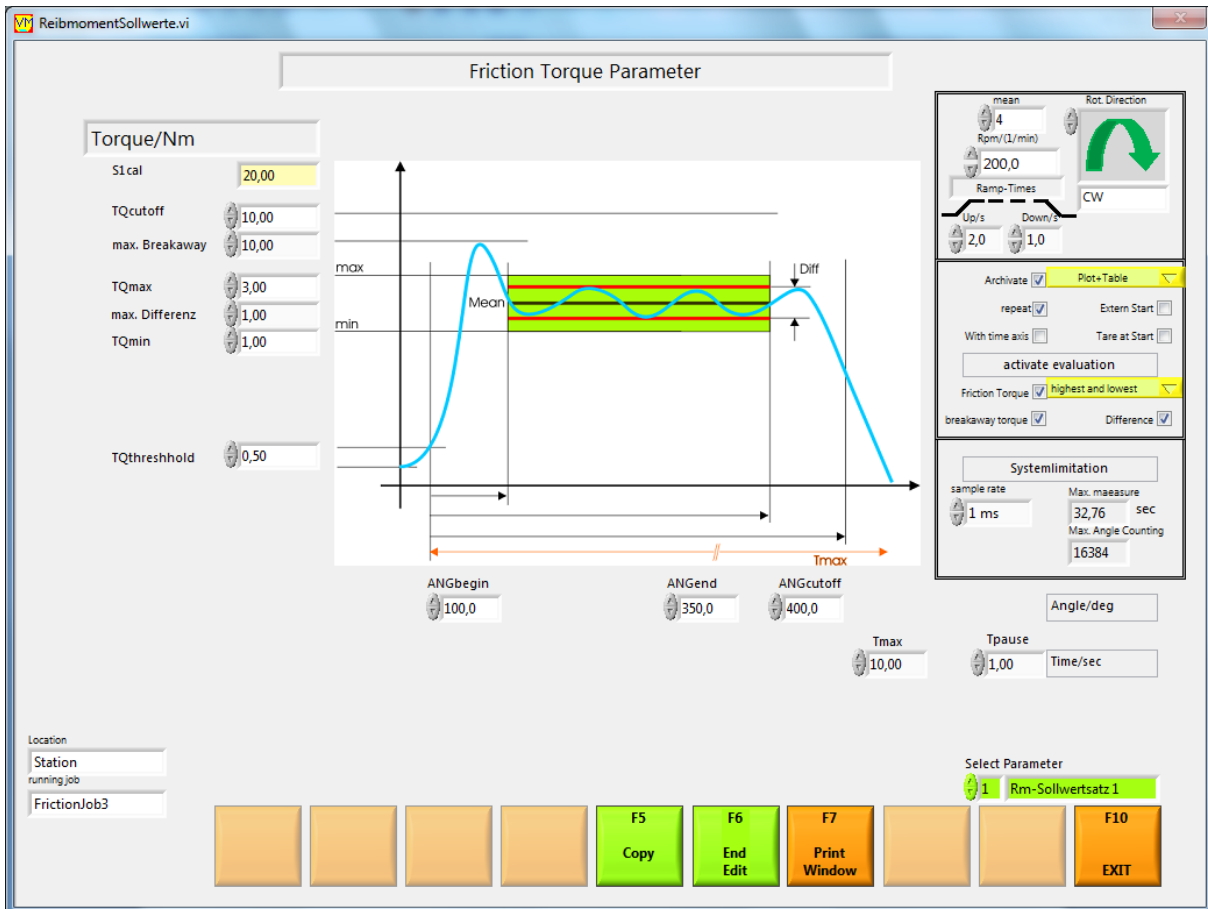 VM ReibmomentSollwerte.vi
Friction Torque Parameter
Torque/Nm
S1cal 20,00
TQcutoff 10,00
max. Breakaway 10,00
TQmax 3,00
max. Differenz 1,00
TQmin 1,00
TQthreshhold 0,50
max
Mean
min
Diff
Tmax
mean
4
Rpm/(1/min)
200,0
Ramp-Times
Up/s Down/s
2,0 1,0
Rot. Direction
CW
Archivate Plot+Table
repeat Extern Start
With time axis Tare at Start
activate evaluation
Friction Torque highest and lowest
breakaway torque Difference
Systemlimitation
sample rate
1 ms
Max. maeasure
32,76 sec
Max. Angle Counting
16384
ANGbegin ANGend ANGcutoff
100,0 350,0 400,0
Angle/deg
Tmax Tpause
10,00 1,00 Time/sec
Location
Station
running job
FrictionJob3
Select Parameter
1 Rm-Sollwertsatz 1
F5 Copy
F6 End Edit
F7 Print Window
F10 EXIT